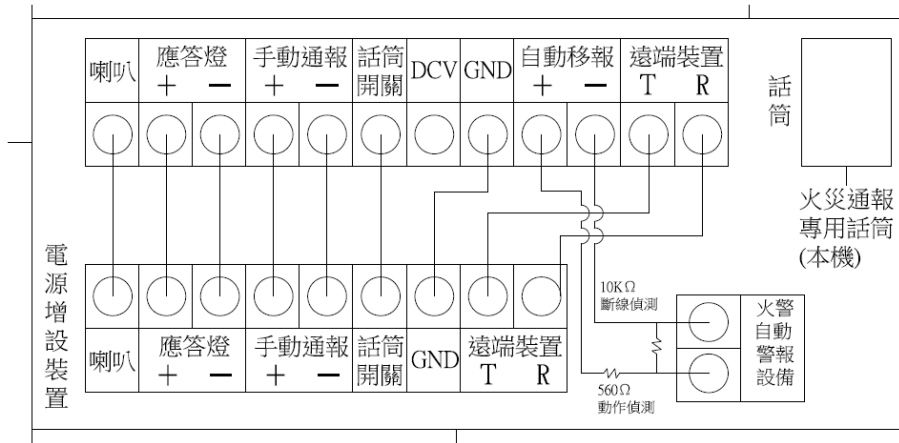 喇叭 應答燈 手動通報 話筒 DCV GND 自動移報 遠端裝置
+ − + − 開關 + − T R
話筒
火災通報
專用話筒
(本機)
電源增設裝置
10KΩ
斷線偵測
火警
自動
警報
設備
560Ω
動作偵測
喇叭 應答燈 手動通報 話筒 GND 遠端裝置
+ − + − 開關 T R